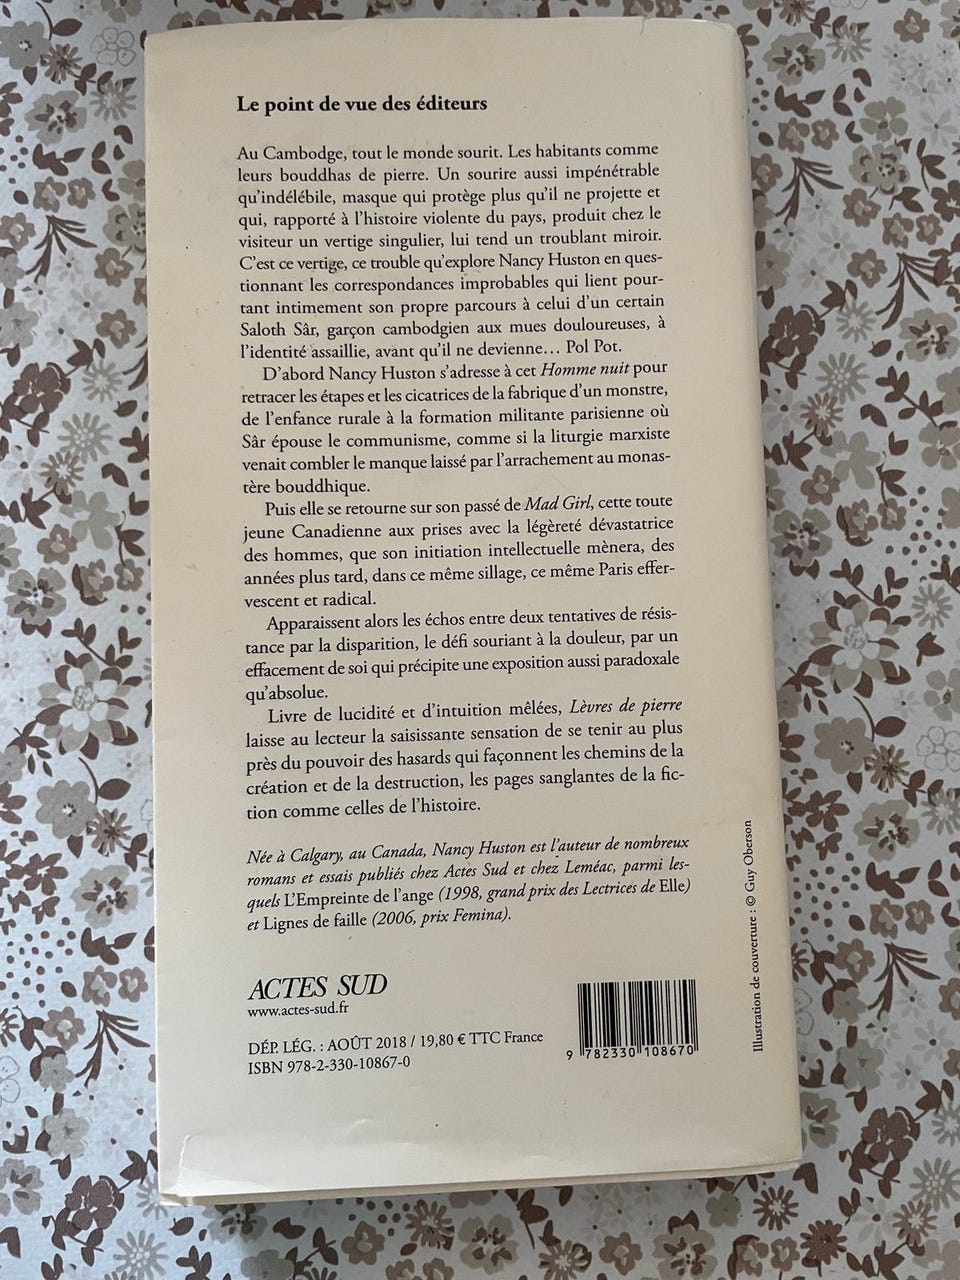 Le point de vue des éditeurs
Au Cambodge, tout le monde sourit. Les habitants comme
leurs bouddhas de pierre. Un sourire aussi impénétrable
qu'indélébile, masque qui protège plus qu'il ne projette et
qui, rapporté à l'histoire violente du pays, produit chez le
visiteur un vertige singulier, lui tend un troublant miroir.
C'est ce vertige, ce trouble qu'explore Nancy Huston en ques-
tionnant les correspondances improbables qui lient pour-
tant intimement son propre parcours à celui d'un certain
Saloth Sâr, garçon cambodgien aux mues douloureuses, à
l'identité assaillie, avant qu'il ne devienne… Pol Pot.
D'abord Nancy Huston s'adresse à cet Homme nuit pour
retracer les étapes et les cicatrices de la fabrique d'un monstre,
de l'enfance rurale à la formation militante parisienne où
Sâr épouse le communisme, comme si la liturgie marxiste
venait combler le manque laissé par l'arrachement au monas-
tère bouddhique.
Puis elle se retourne sur son passé de Mad Girl, cette toute
jeune Canadienne aux prises avec la légèreté dévastatrice
des hommes, que son initiation intellectuelle mènera, des
années plus tard, dans ce même sillage, ce même Paris effer-
vescent et radical.
Apparaissent alors les échos entre deux tentatives de résis-
tance par la disparition, le défi souriant à la douleur, par un
effacement de soi qui précipite une exposition aussi paradoxale
qu'absolue.
Livre de lucidité et d'intuition mêlées, Lèvres de pierre
laisse au lecteur la saisissante sensation de se tenir au plus
près du pouvoir des hasards qui façonnent les chemins de la
création et de la destruction, les pages sanglantes de la fic-
tion comme celles de l'histoire.
Née à Calgary, au Canada, Nancy Huston est l'auteur de nombreux
romans et essais publiés chez Actes Sud et chez Leméac, parmi les-
quels L'Empreinte de l'ange (1998, grand prix des Lectrices de Elle)
et Lignes de faille (2006, prix Femina).
ACTES SUD
www.actes-sud.fr
DÉP. LÉG. : AOÛT 2018 / 19,80 € TTC France
ISBN 978-2-330-10867-0
9 782330 108670
Illustration de couverture : © Guy Oberson